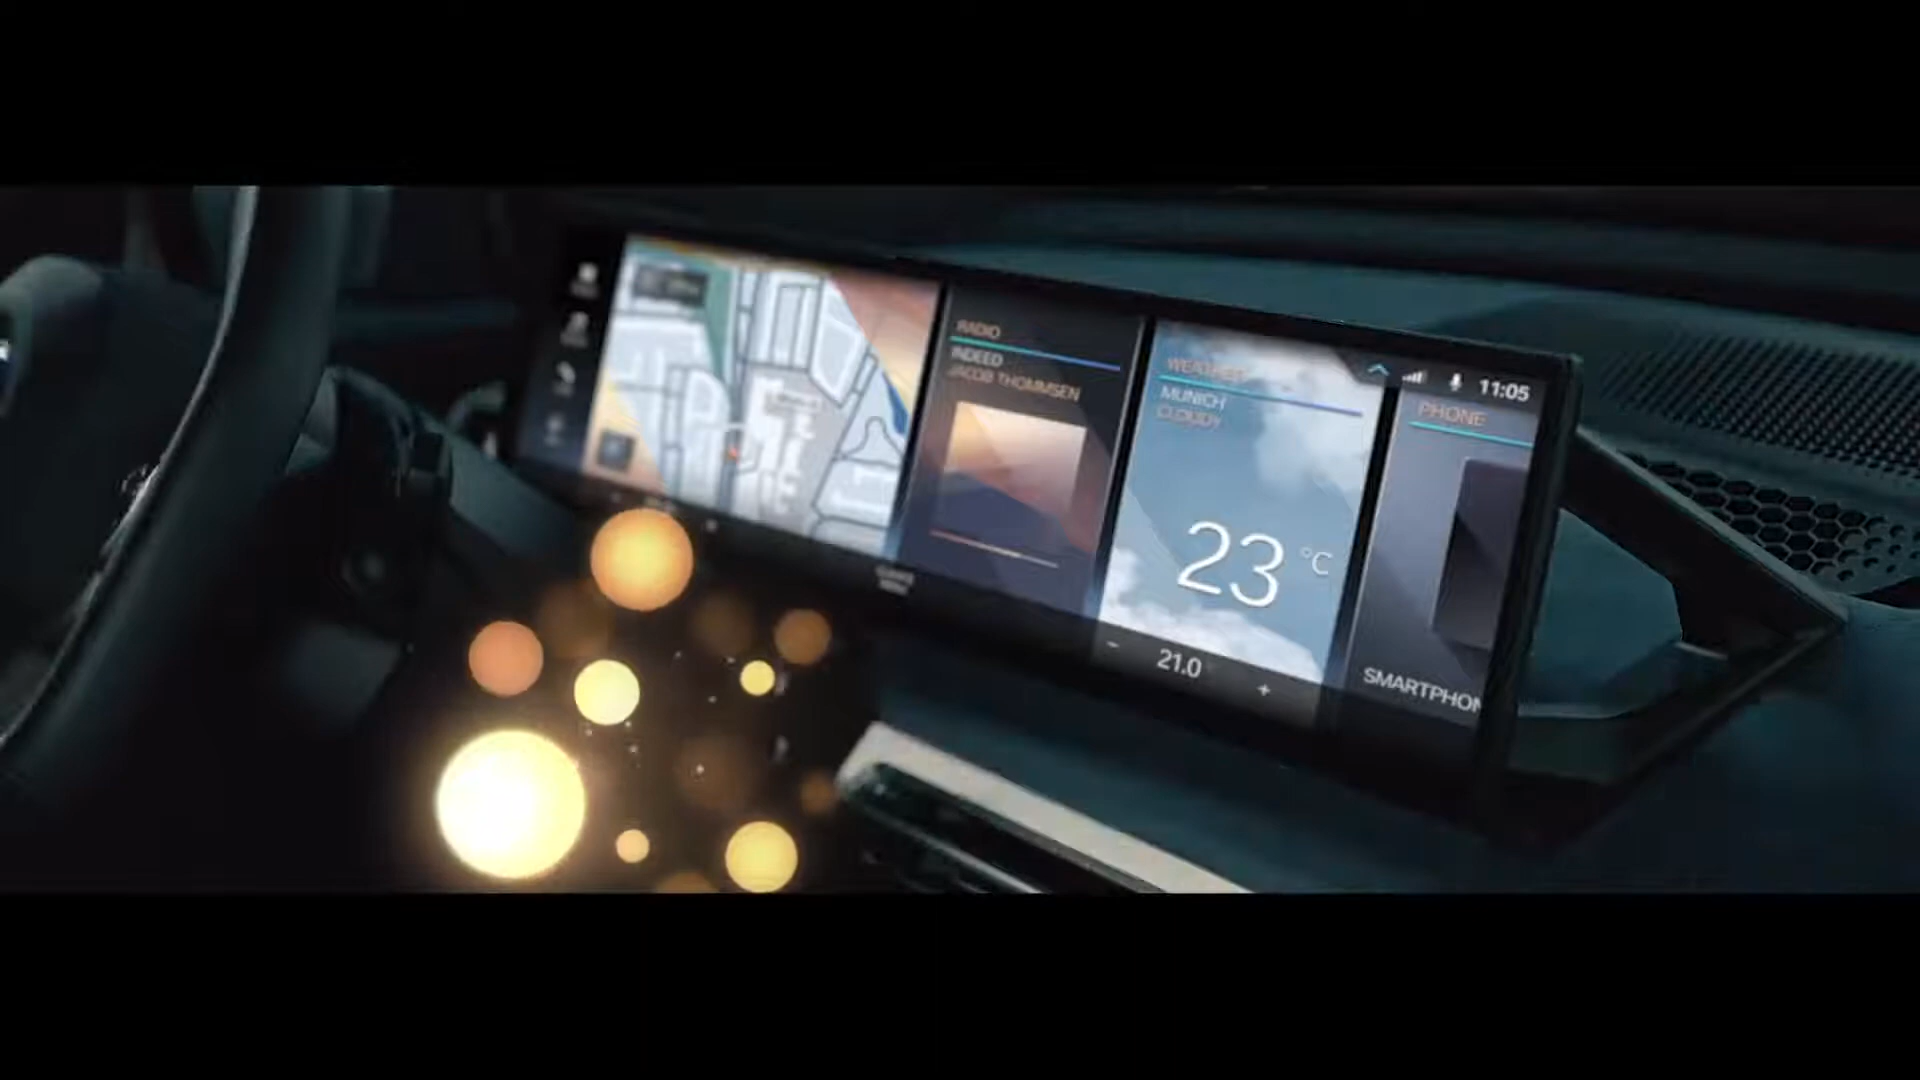 RADIO
INDEED
JACOB THOMMSEN
WEATHER
MUNICH
CLOUDY
23 °C
- 21.0 +
11:05
PHONE
SMARTPHON